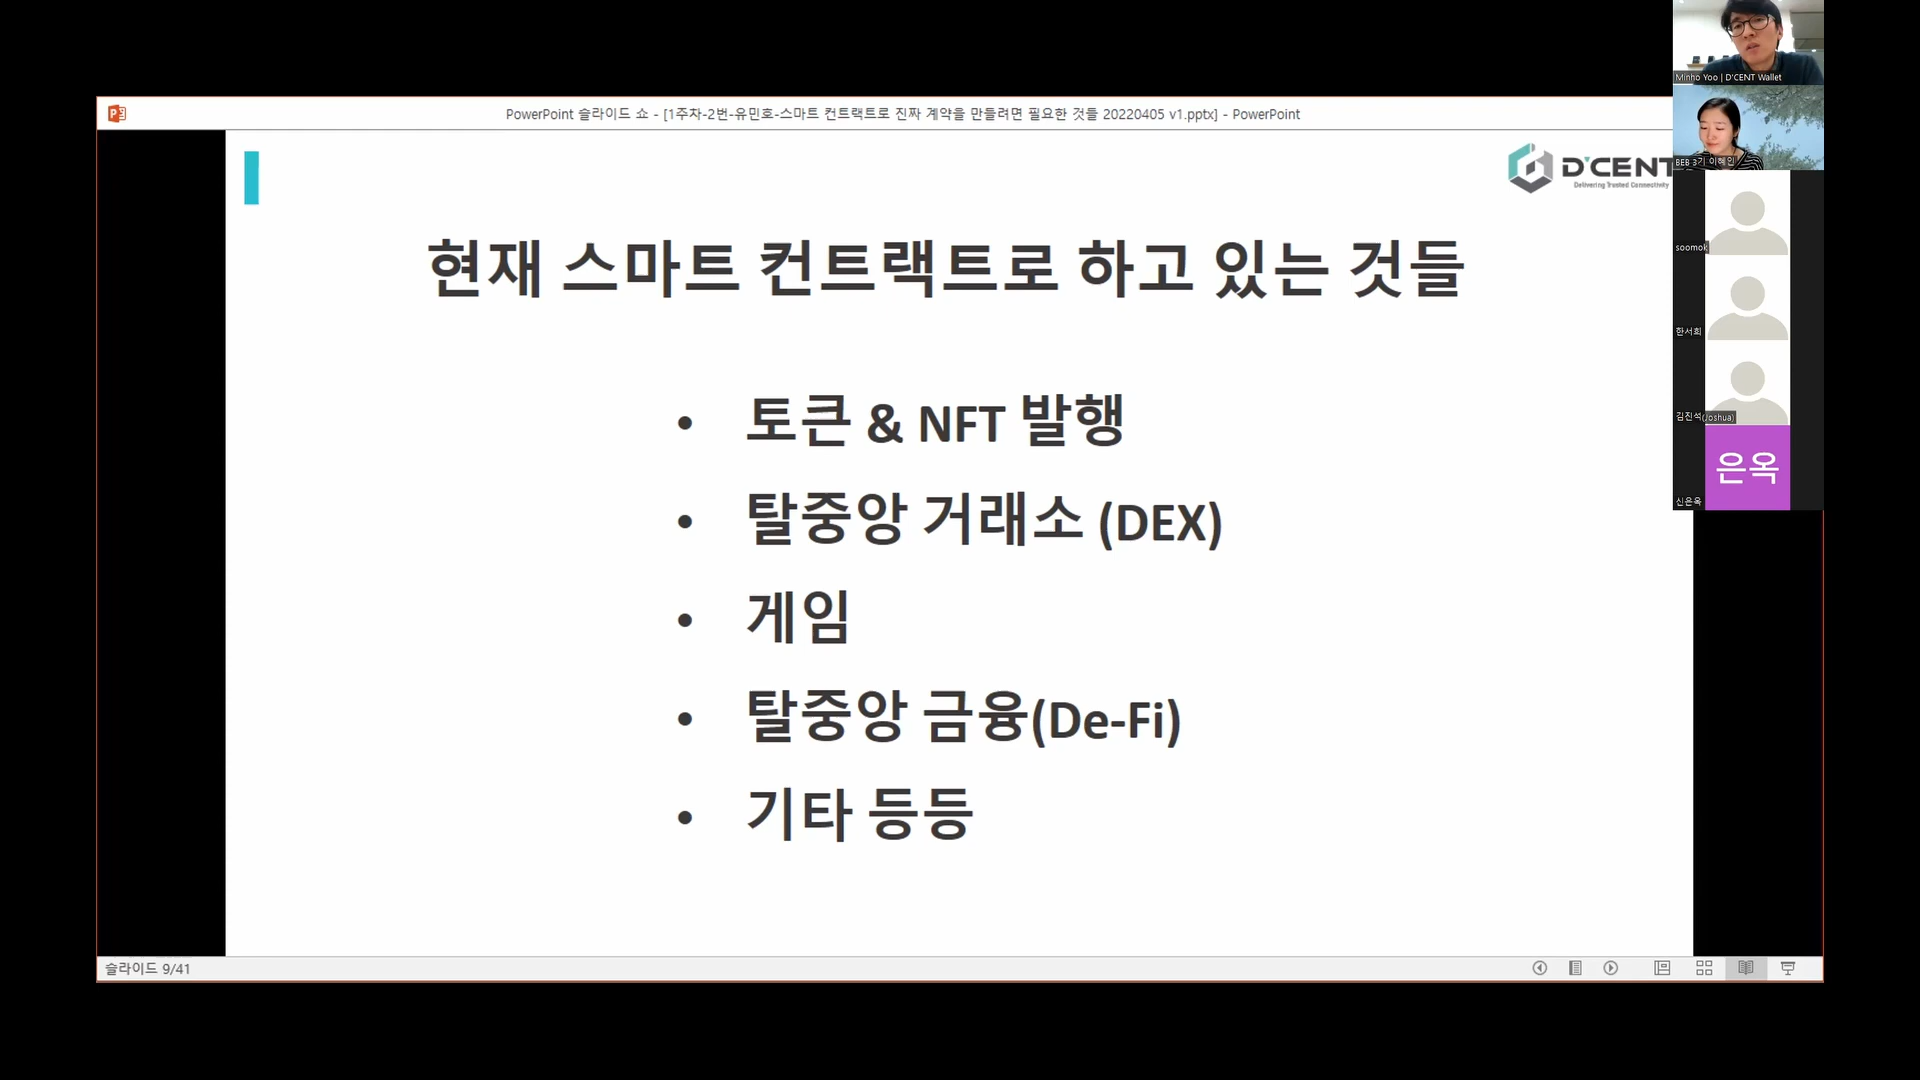 Minho Yoo | D'CENT Wallet
PowerPoint 슬라이드 쇼 - [1주차-2번-유민호-스마트 컨트랙트로 진짜 계약을 만들려면 필요한 것들 20220405 v1.pptx] - PowerPoint
BEB 3기 이혜인
D'CENT
Delivering Trusted Connectivity
soomok
현재 스마트 컨트랙트로 하고 있는 것들
한서희
• 토큰 & NFT 발행
김진석(Joshua)
은옥
신은옥
• 탈중앙 거래소 (DEX)
• 게임
• 탈중앙 금융(De-Fi)
• 기타 등등
슬라이드 9/41